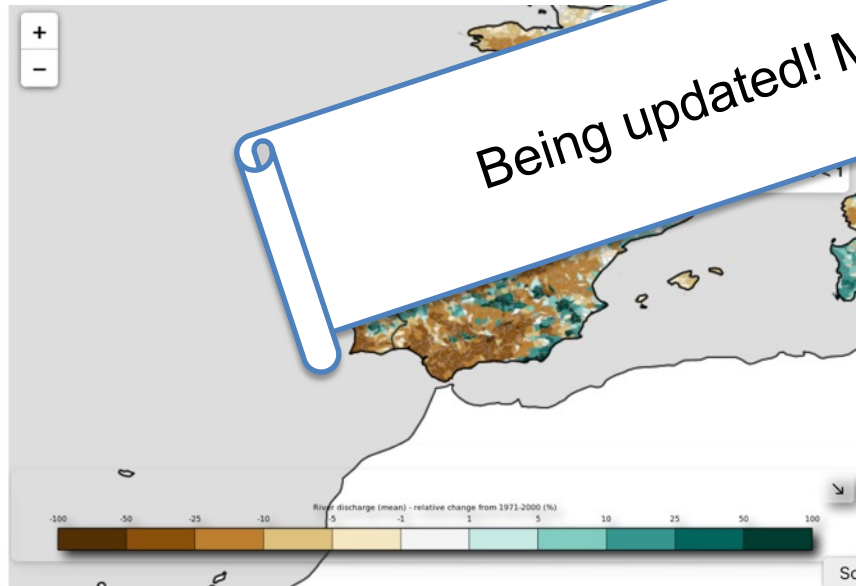 +
−
Being updated!
River discharge (mean) - relative change from 1971-2000 (%)
-100 -50 -25 -10 -5 -1 1 5 10 25 50 100